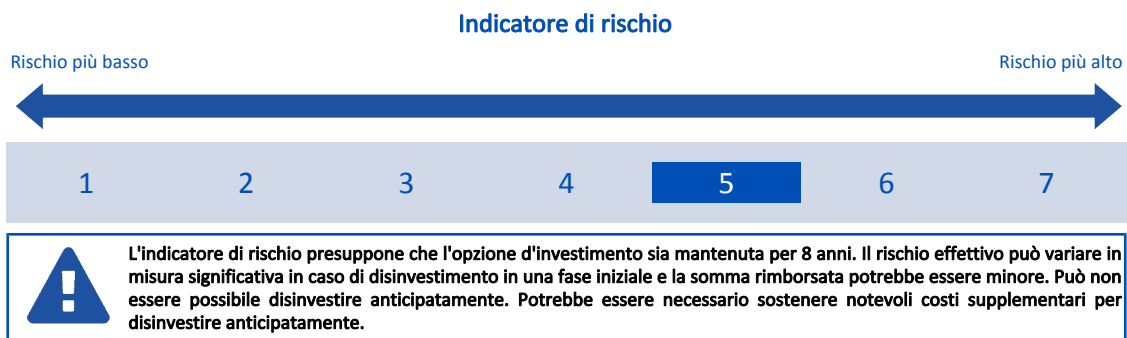 Indicatore di rischio
Rischio più basso
Rischio più alto
1 2 3 4 5 6 7
L'indicatore di rischio presuppone che l'opzione d'investimento sia mantenuta per 8 anni. Il rischio effettivo può variare in
misura significativa in caso di disinvestimento in una fase iniziale e la somma rimborsata potrebbe essere minore. Può non
essere possibile disinvestire anticipatamente. Potrebbe essere necessario sostenere notevoli costi supplementari per
disinvestire anticipatamente.